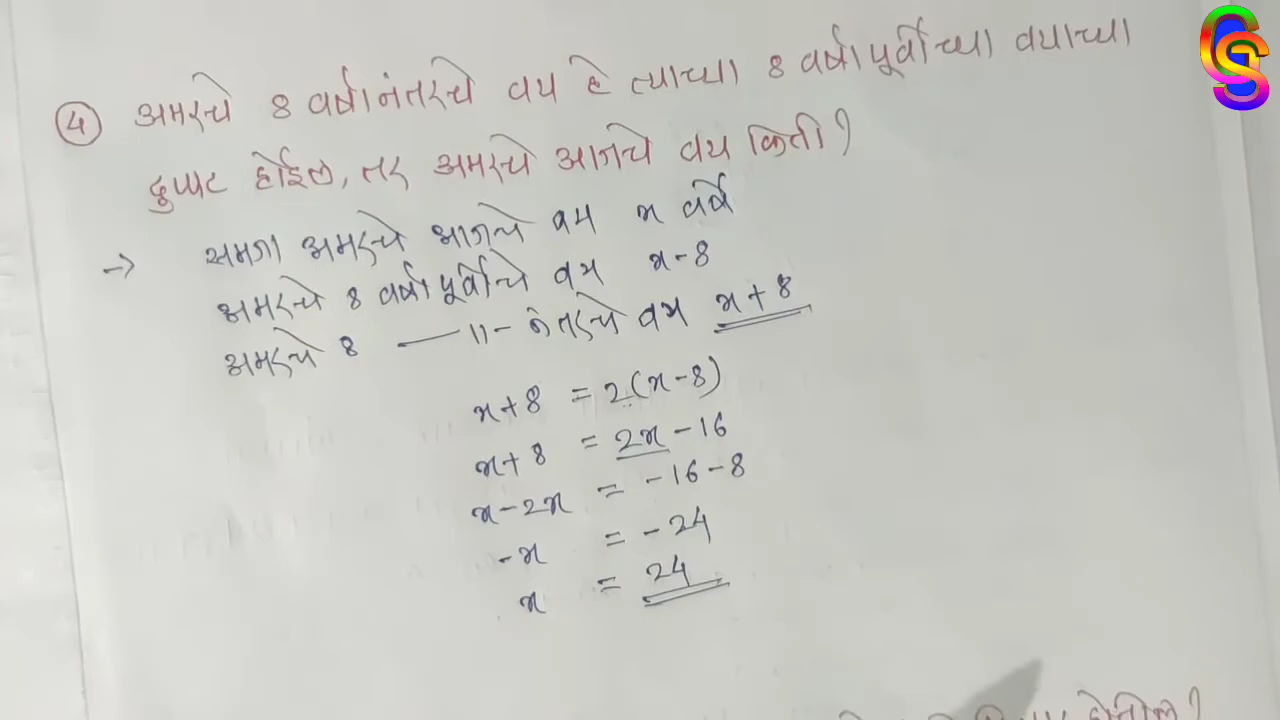 ④ अमरचे 8 वर्षानंतरचे वय हे त्याच्या 8 वर्षापूर्वीच्या वयाच्या
दुप्पट होईल, तर अमरचे आजचे वय किती?
→ समजा अमरचे आजचे वय x वर्षे
अमरचे 8 वर्षापूर्वीचे वय x-8
अमरचे 8 —〃- नंतरचे वय x+8
x+8 = 2(x-8)
x+8 = 2x-16
x-2x = -16-8
-x = -24
x = 24
होतील?